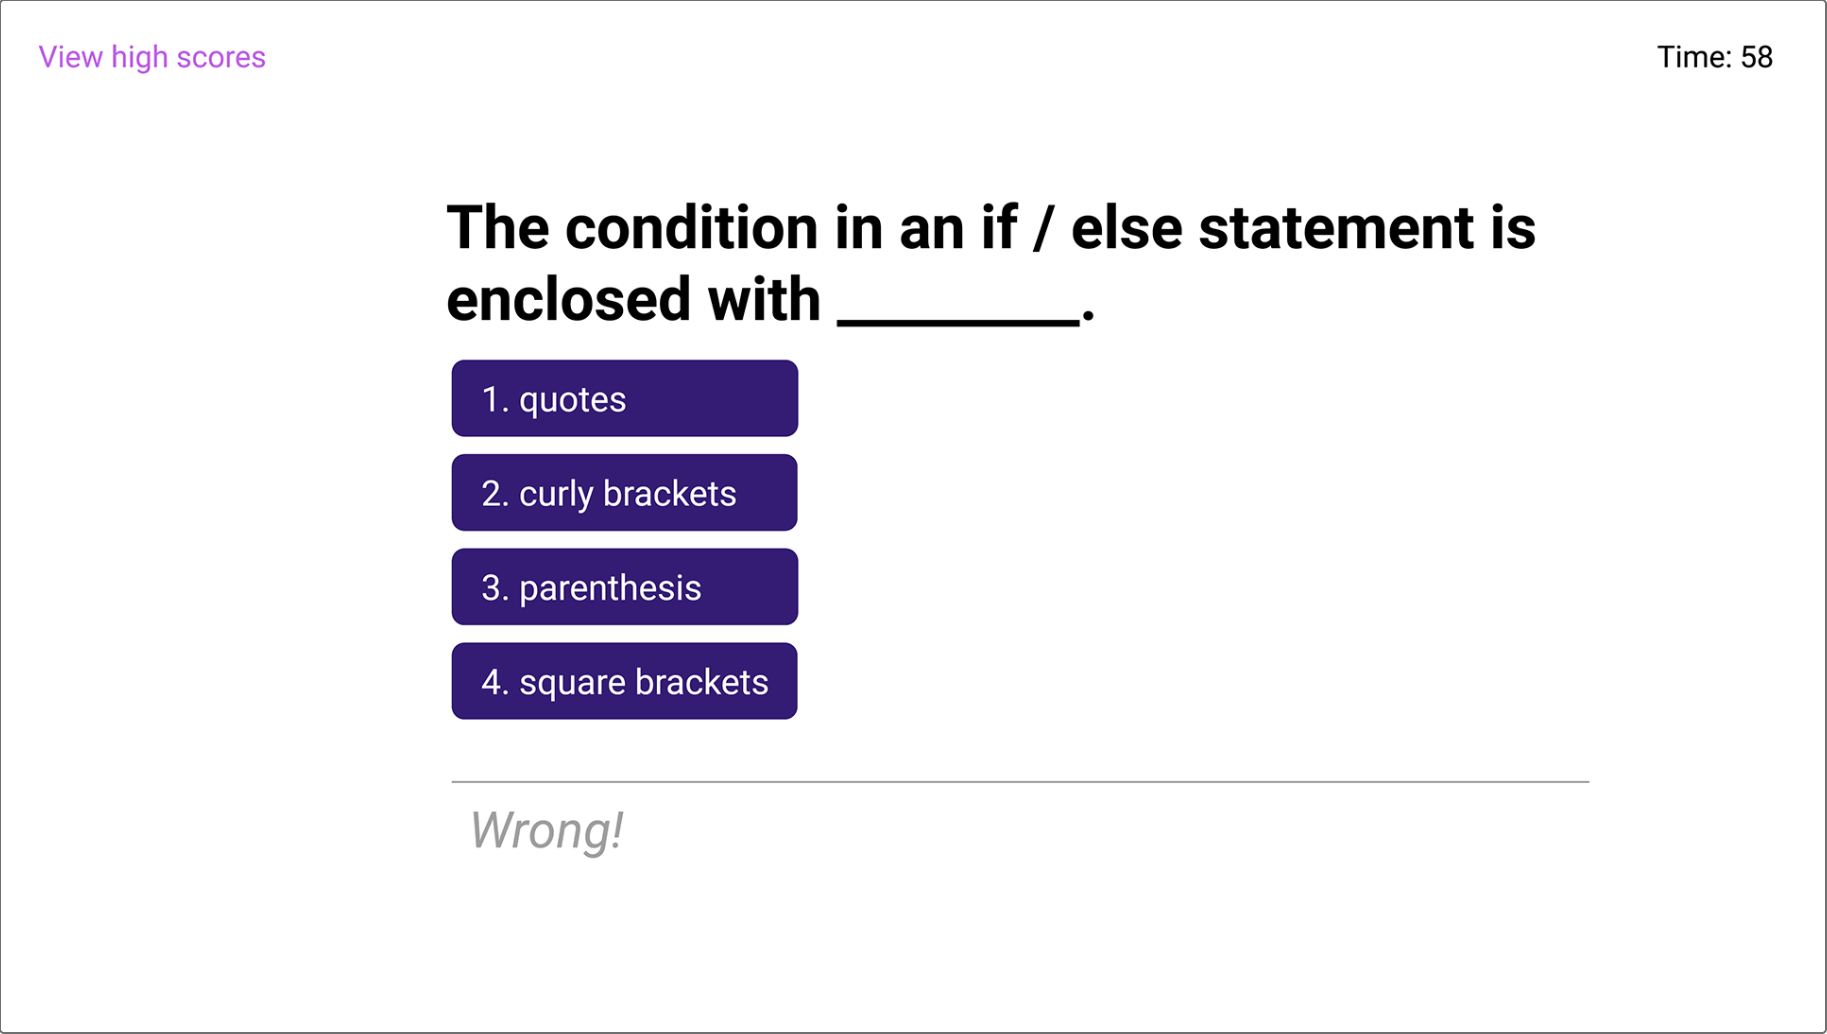 View high scores
Time: 58
The condition in an if / else statement is
enclosed with ________.
1. quotes
2. curly brackets
3. parenthesis
4. square brackets
Wrong!